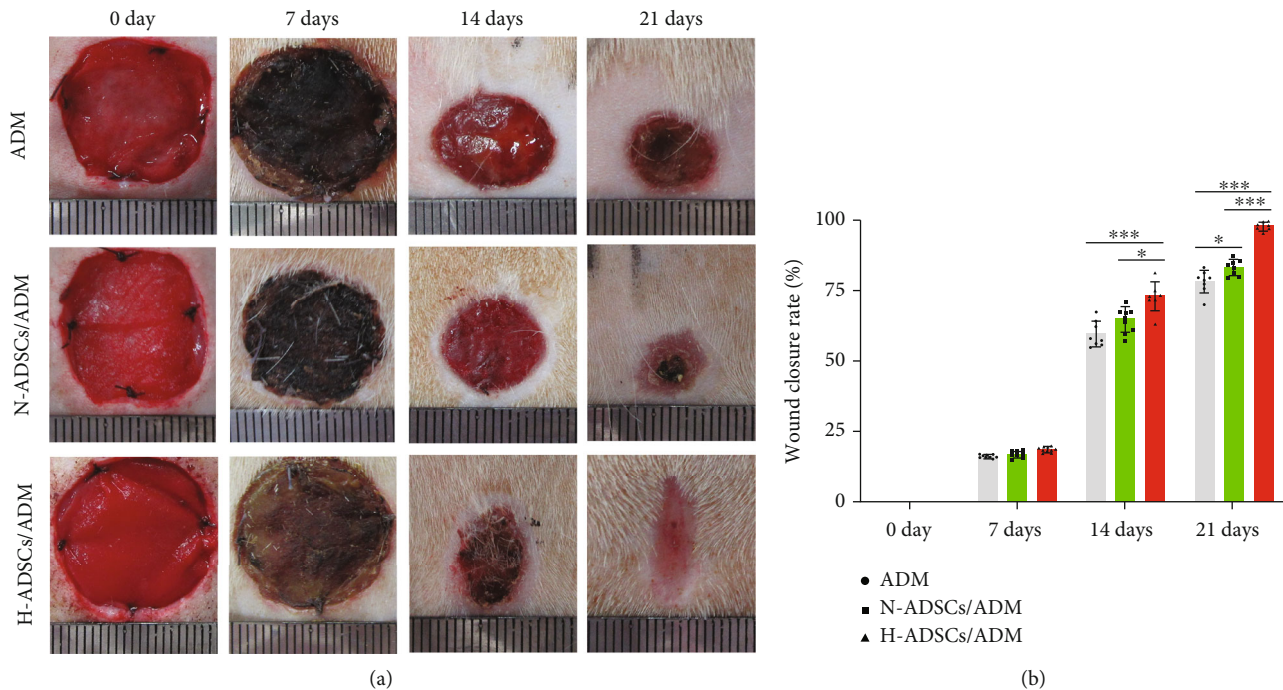 0 day
7 days
14 days
21 days
ADM
N-ADSCs/ADM
H-ADSCs/ADM
(a)
Wound closure rate (%)
100
75
50
25
0
***
*
***
***
*
0 day
7 days
14 days
21 days
ADM
N-ADSCs/ADM
H-ADSCs/ADM
(b)